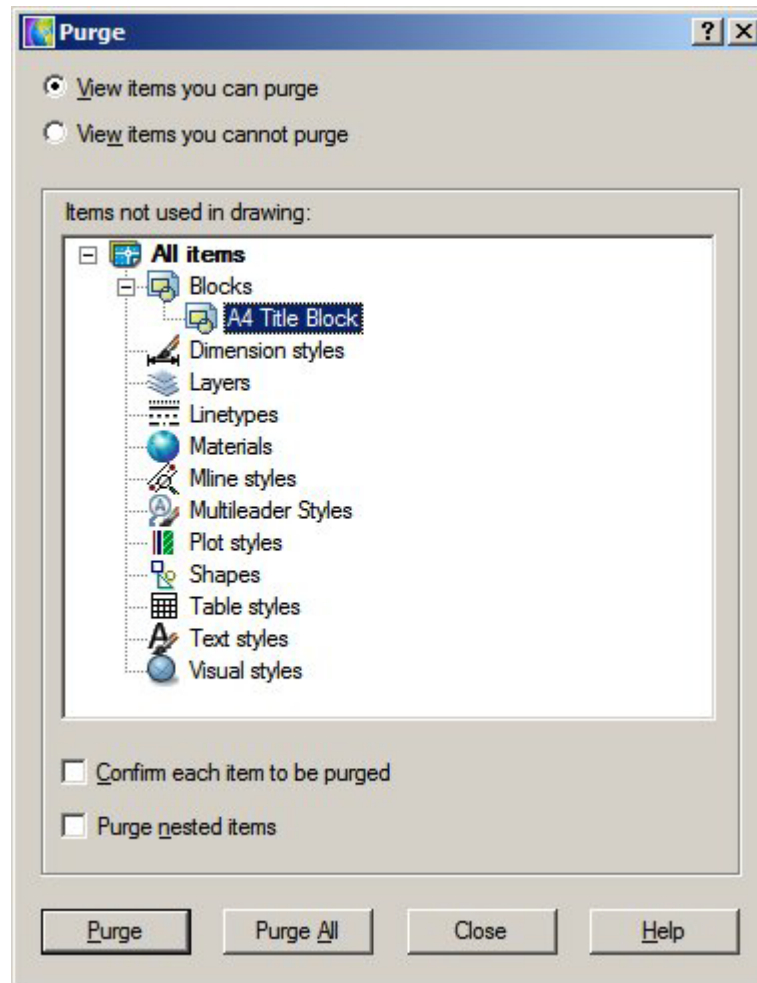 Purge
View items you can purge
View items you cannot purge
Items not used in drawing:
All items
Blocks
A4 Title Block
Dimension styles
Layers
Linetypes
Materials
Mline styles
Multileader Styles
Plot styles
Shapes
Table styles
Text styles
Visual styles
Confirm each item to be purged
Purge nested items
Purge Purge All Close Help